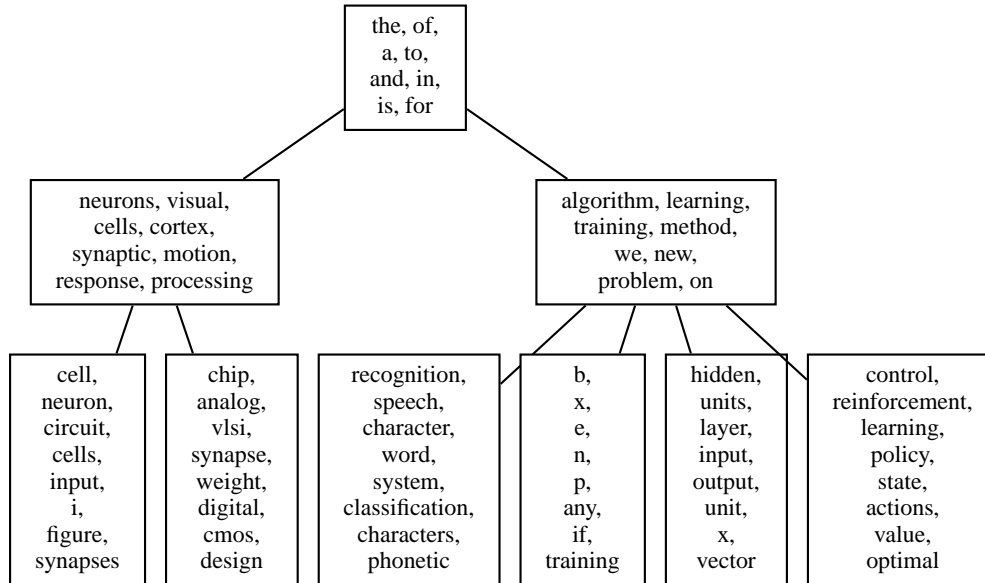 the, of,
a, to,
and, in,
is, for
neurons, visual,
cells, cortex,
synaptic, motion,
response, processing
algorithm, learning,
training, method,
we, new,
problem, on
cell,
neuron,
circuit,
cells,
input,
i,
figure,
synapses
chip,
analog,
vlsi,
synapse,
weight,
digital,
cmos,
design
recognition,
speech,
character,
word,
system,
classification,
characters,
phonetic
b,
x,
e,
n,
p,
any,
if,
training
hidden,
units,
layer,
input,
output,
unit,
x,
vector
control,
reinforcement,
learning,
policy,
state,
actions,
value,
optimal